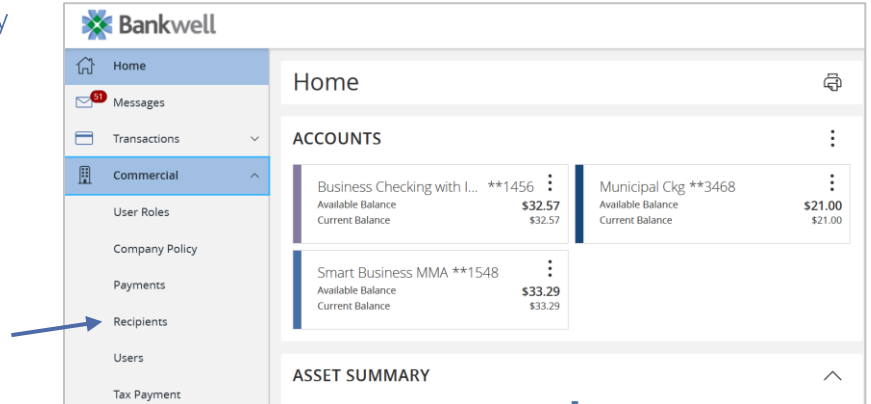 y
Bankwell
Home
51
Messages
Transactions
Commercial
User Roles
Company Policy
Payments
Recipients
Users
Tax Payment
Home
ACCOUNTS
Business Checking with I... **1456
Available Balance $32.57
Current Balance $32.57
Municipal Ckg **3468
Available Balance $21.00
Current Balance $21.00
Smart Business MMA **1548
Available Balance $33.29
Current Balance $33.29
ASSET SUMMARY